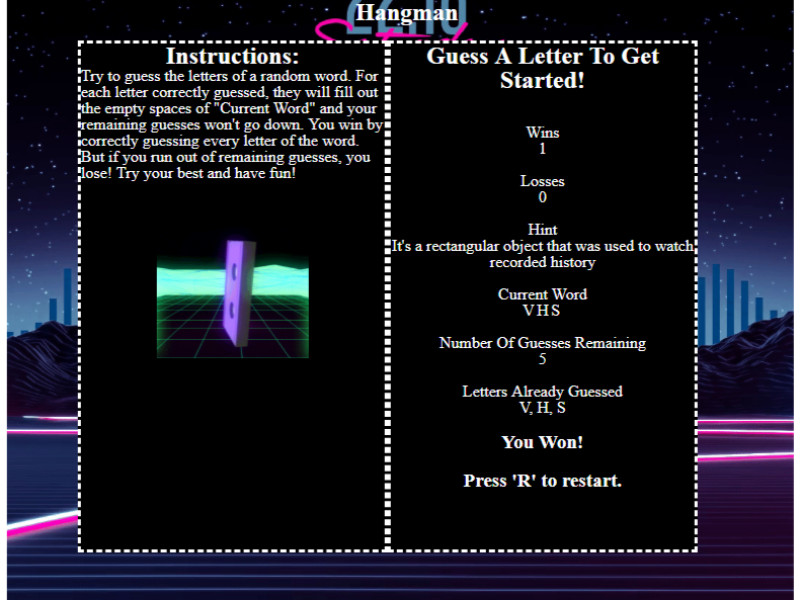 Hangman
Instructions:
Try to guess the letters of a random word. For
each letter correctly guessed, they will fill out
the empty spaces of "Current Word" and your
remaining guesses won't go down. You win by
correctly guessing every letter of the word.
But if you run out of remaining guesses, you
lose! Try your best and have fun!
Guess A Letter To Get
Started!
Wins
1
Losses
0
Hint
It's a rectangular object that was used to watch
recorded history
Current Word
V H S
Number Of Guesses Remaining
5
Letters Already Guessed
V, H, S
You Won!
Press 'R' to restart.